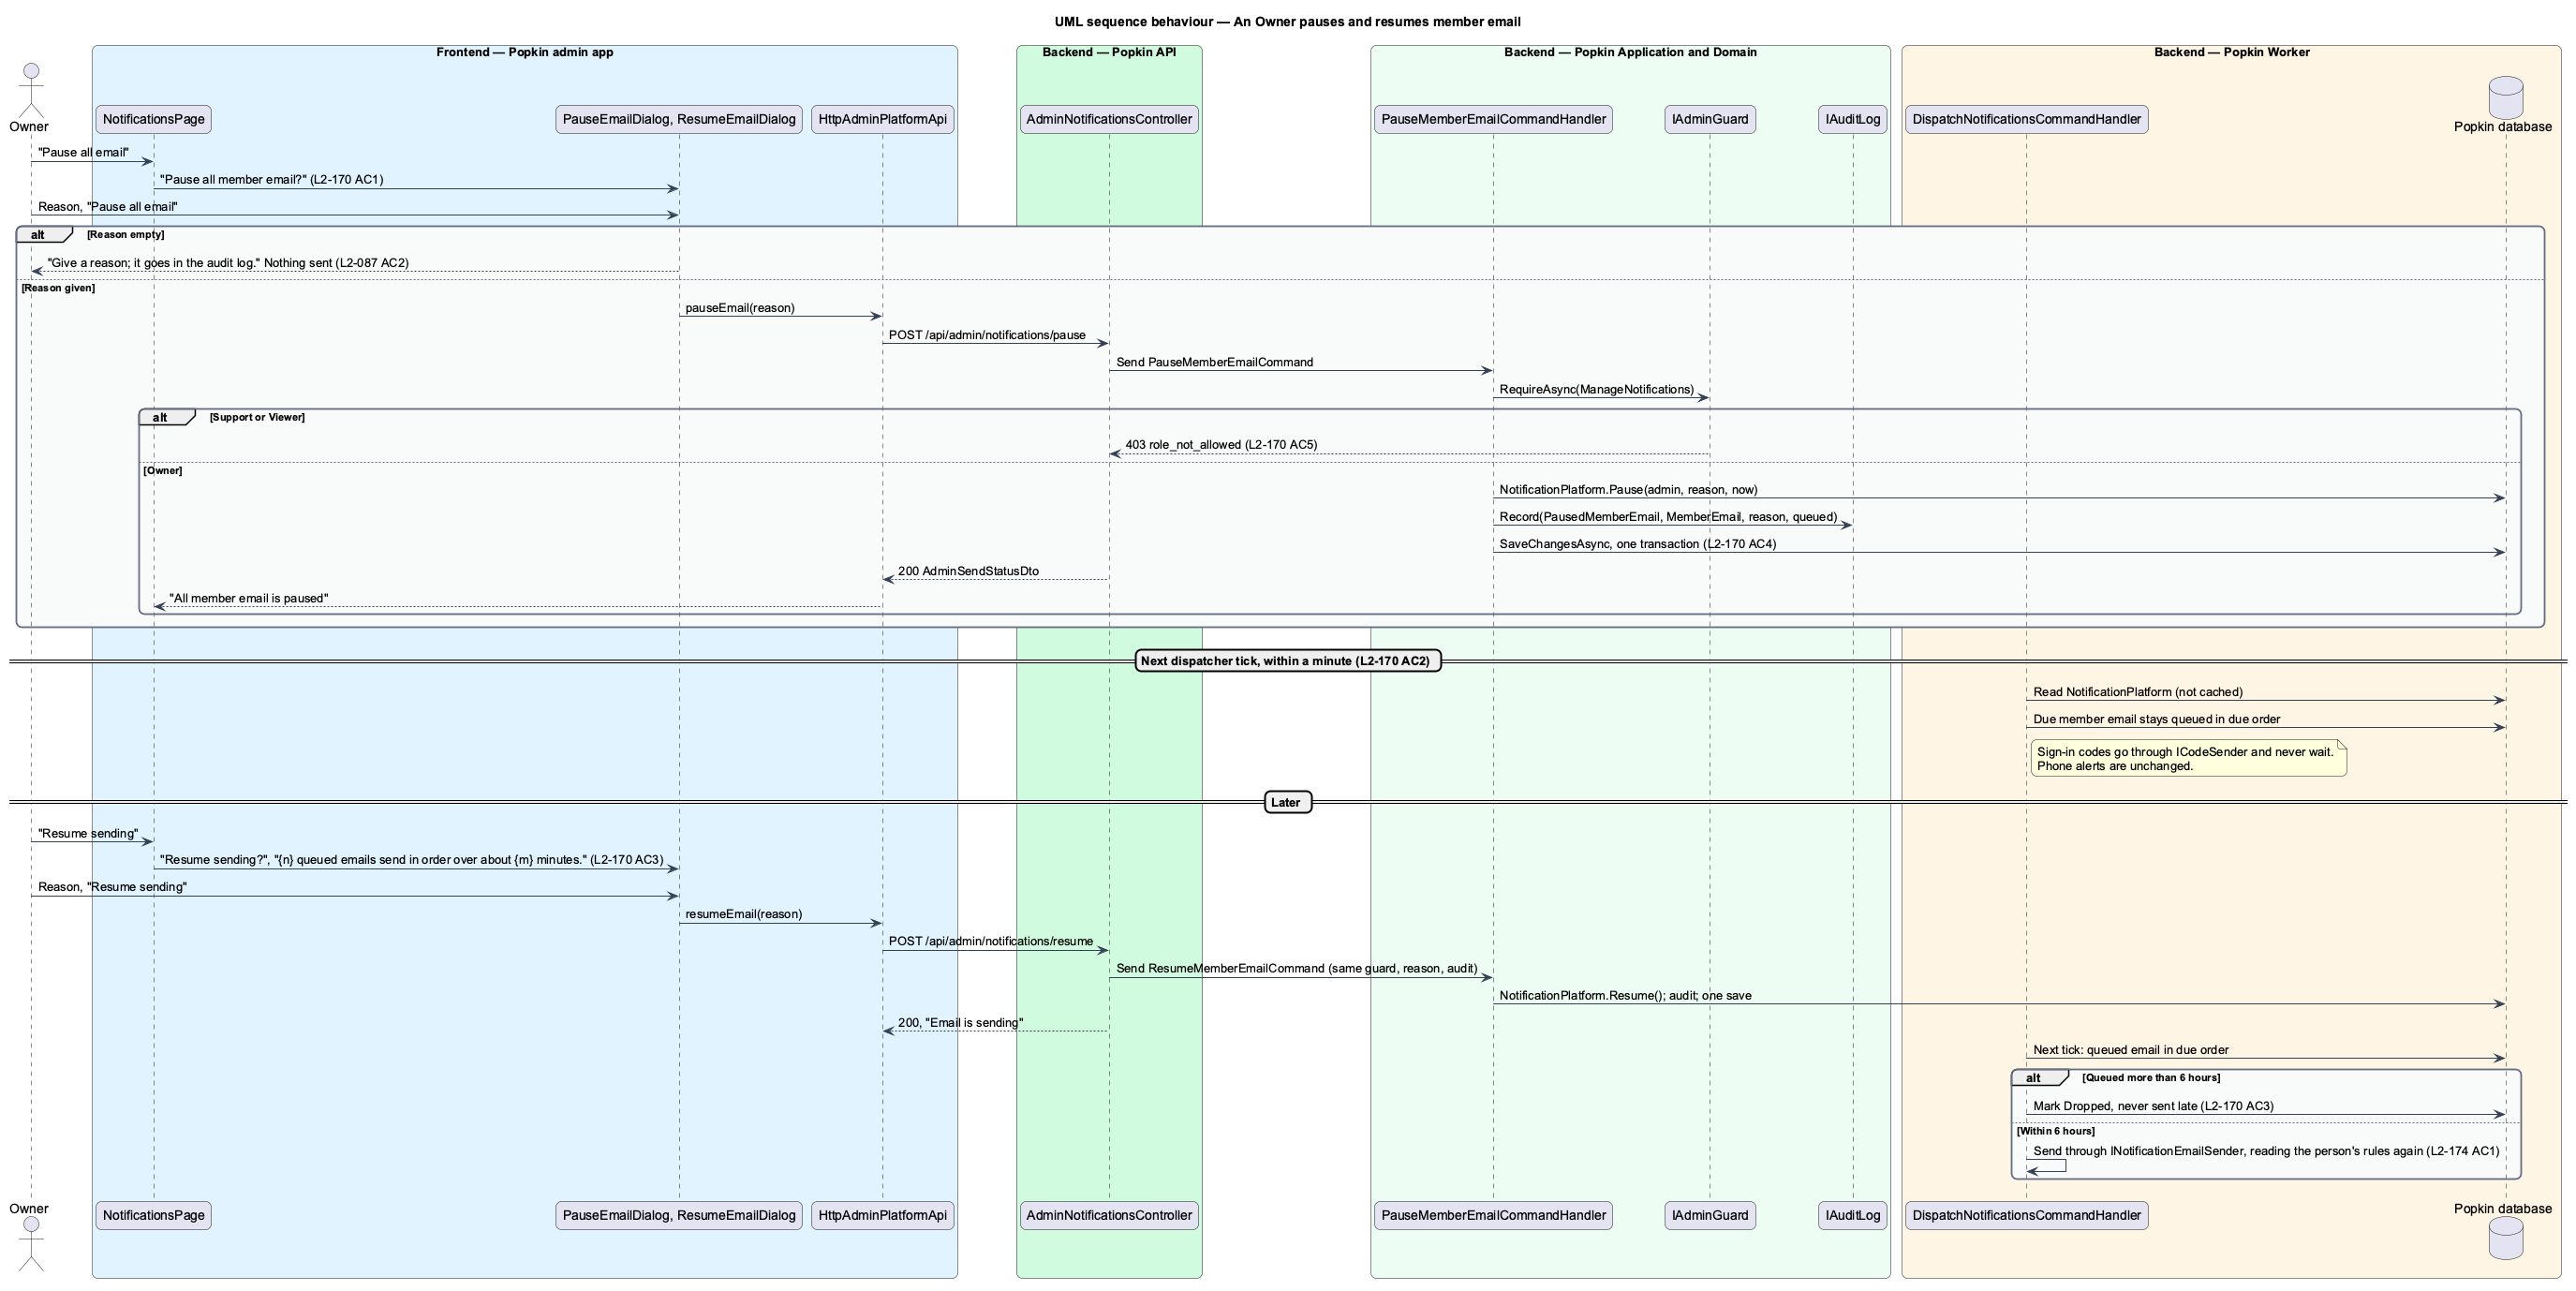 UML sequence behaviour — An Owner pauses and resumes member email
Frontend — Popkin admin app
Backend — Popkin API
Backend — Popkin Application and Domain
Backend — Popkin Worker
Owner
NotificationsPage
PauseEmailDialog, ResumeEmailDialog
HttpAdminPlatformApi
AdminNotificationsController
PauseMemberEmailCommandHandler
IAdminGuard
IAuditLog
DispatchNotificationsCommandHandler
Popkin database
"Pause all email"
"Pause all member email?" (L2-170 AC1)
Reason, "Pause all email"
alt [Reason empty]
"Give a reason; it goes in the audit log." Nothing sent (L2-087 AC2)
[Reason given]
pauseEmail(reason)
POST /api/admin/notifications/pause
Send PauseMemberEmailCommand
RequireAsync(ManageNotifications)
alt [Support or Viewer]
403 role_not_allowed (L2-170 AC5)
[Owner]
NotificationPlatform.Pause(admin, reason, now)
Record(PausedMemberEmail, MemberEmail, reason, queued)
SaveChangesAsync, one transaction (L2-170 AC4)
200 AdminSendStatusDto
"All member email is paused"
Next dispatcher tick, within a minute (L2-170 AC2)
Read NotificationPlatform (not cached)
Due member email stays queued in due order
Sign-in codes go through ICodeSender and never wait.
Phone alerts are unchanged.
Later
"Resume sending"
"Resume sending?", "{n} queued emails send in order over about {m} minutes." (L2-170 AC3)
Reason, "Resume sending"
resumeEmail(reason)
POST /api/admin/notifications/resume
Send ResumeMemberEmailCommand (same guard, reason, audit)
NotificationPlatform.Resume(); audit; one save
200, "Email is sending"
Next tick: queued email in due order
alt [Queued more than 6 hours]
Mark Dropped, never sent late (L2-170 AC3)
[Within 6 hours]
Send through INotificationEmailSender, reading the person's rules again (L2-174 AC1)
Owner
NotificationsPage
PauseEmailDialog, ResumeEmailDialog
HttpAdminPlatformApi
AdminNotificationsController
PauseMemberEmailCommandHandler
IAdminGuard
IAuditLog
DispatchNotificationsCommandHandler
Popkin database